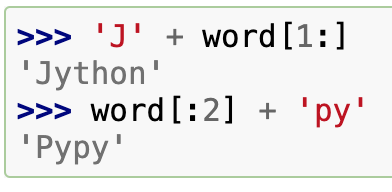 >>> 'J' + word[1:]
'Jython'
>>> word[:2] + 'py'
'Pypy'